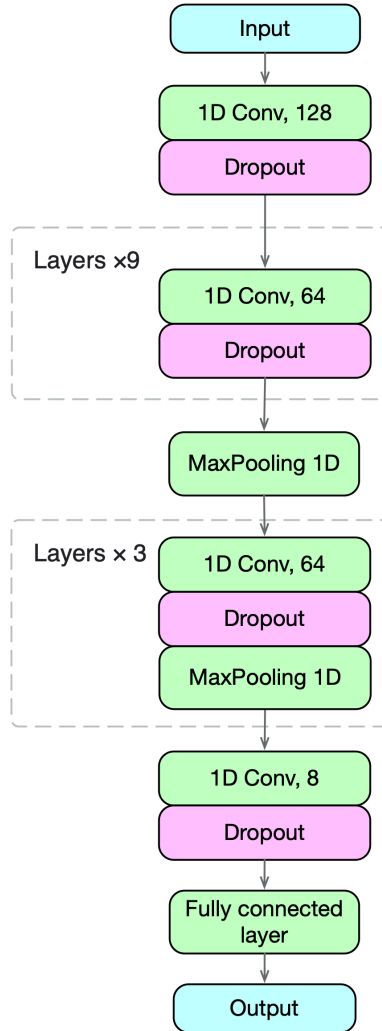 Input
1D Conv, 128
Dropout
Layers ×9
1D Conv, 64
Dropout
MaxPooling 1D
Layers × 3
1D Conv, 64
Dropout
MaxPooling 1D
1D Conv, 8
Dropout
Fully connected
layer
Output